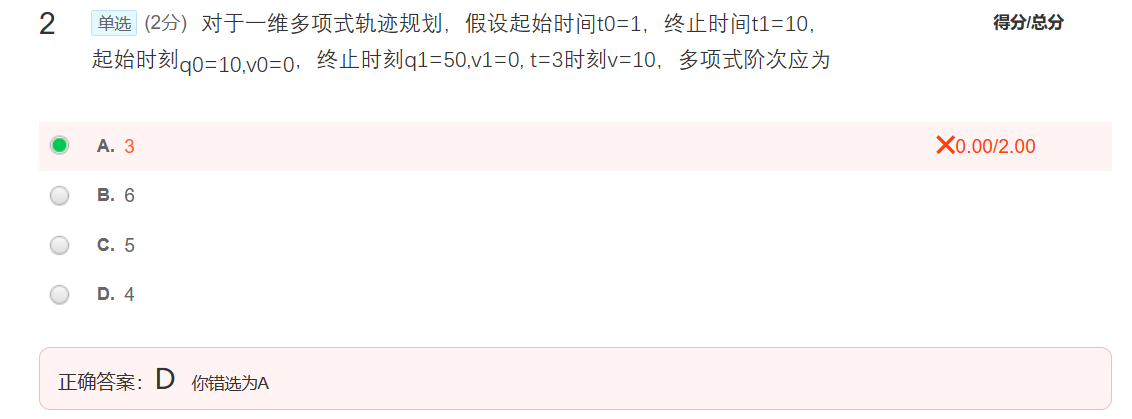 2 单选 (2分) 对于一维多项式轨迹规划，假设起始时间t0=1，终止时间t1=10, 得分/总分
起始时刻q0=10,v0=0，终止时刻q1=50,v1=0, t=3时刻v=10，多项式阶次应为
A. 3 ×0.00/2.00
B. 6
C. 5
D. 4
正确答案：D 你错选为A